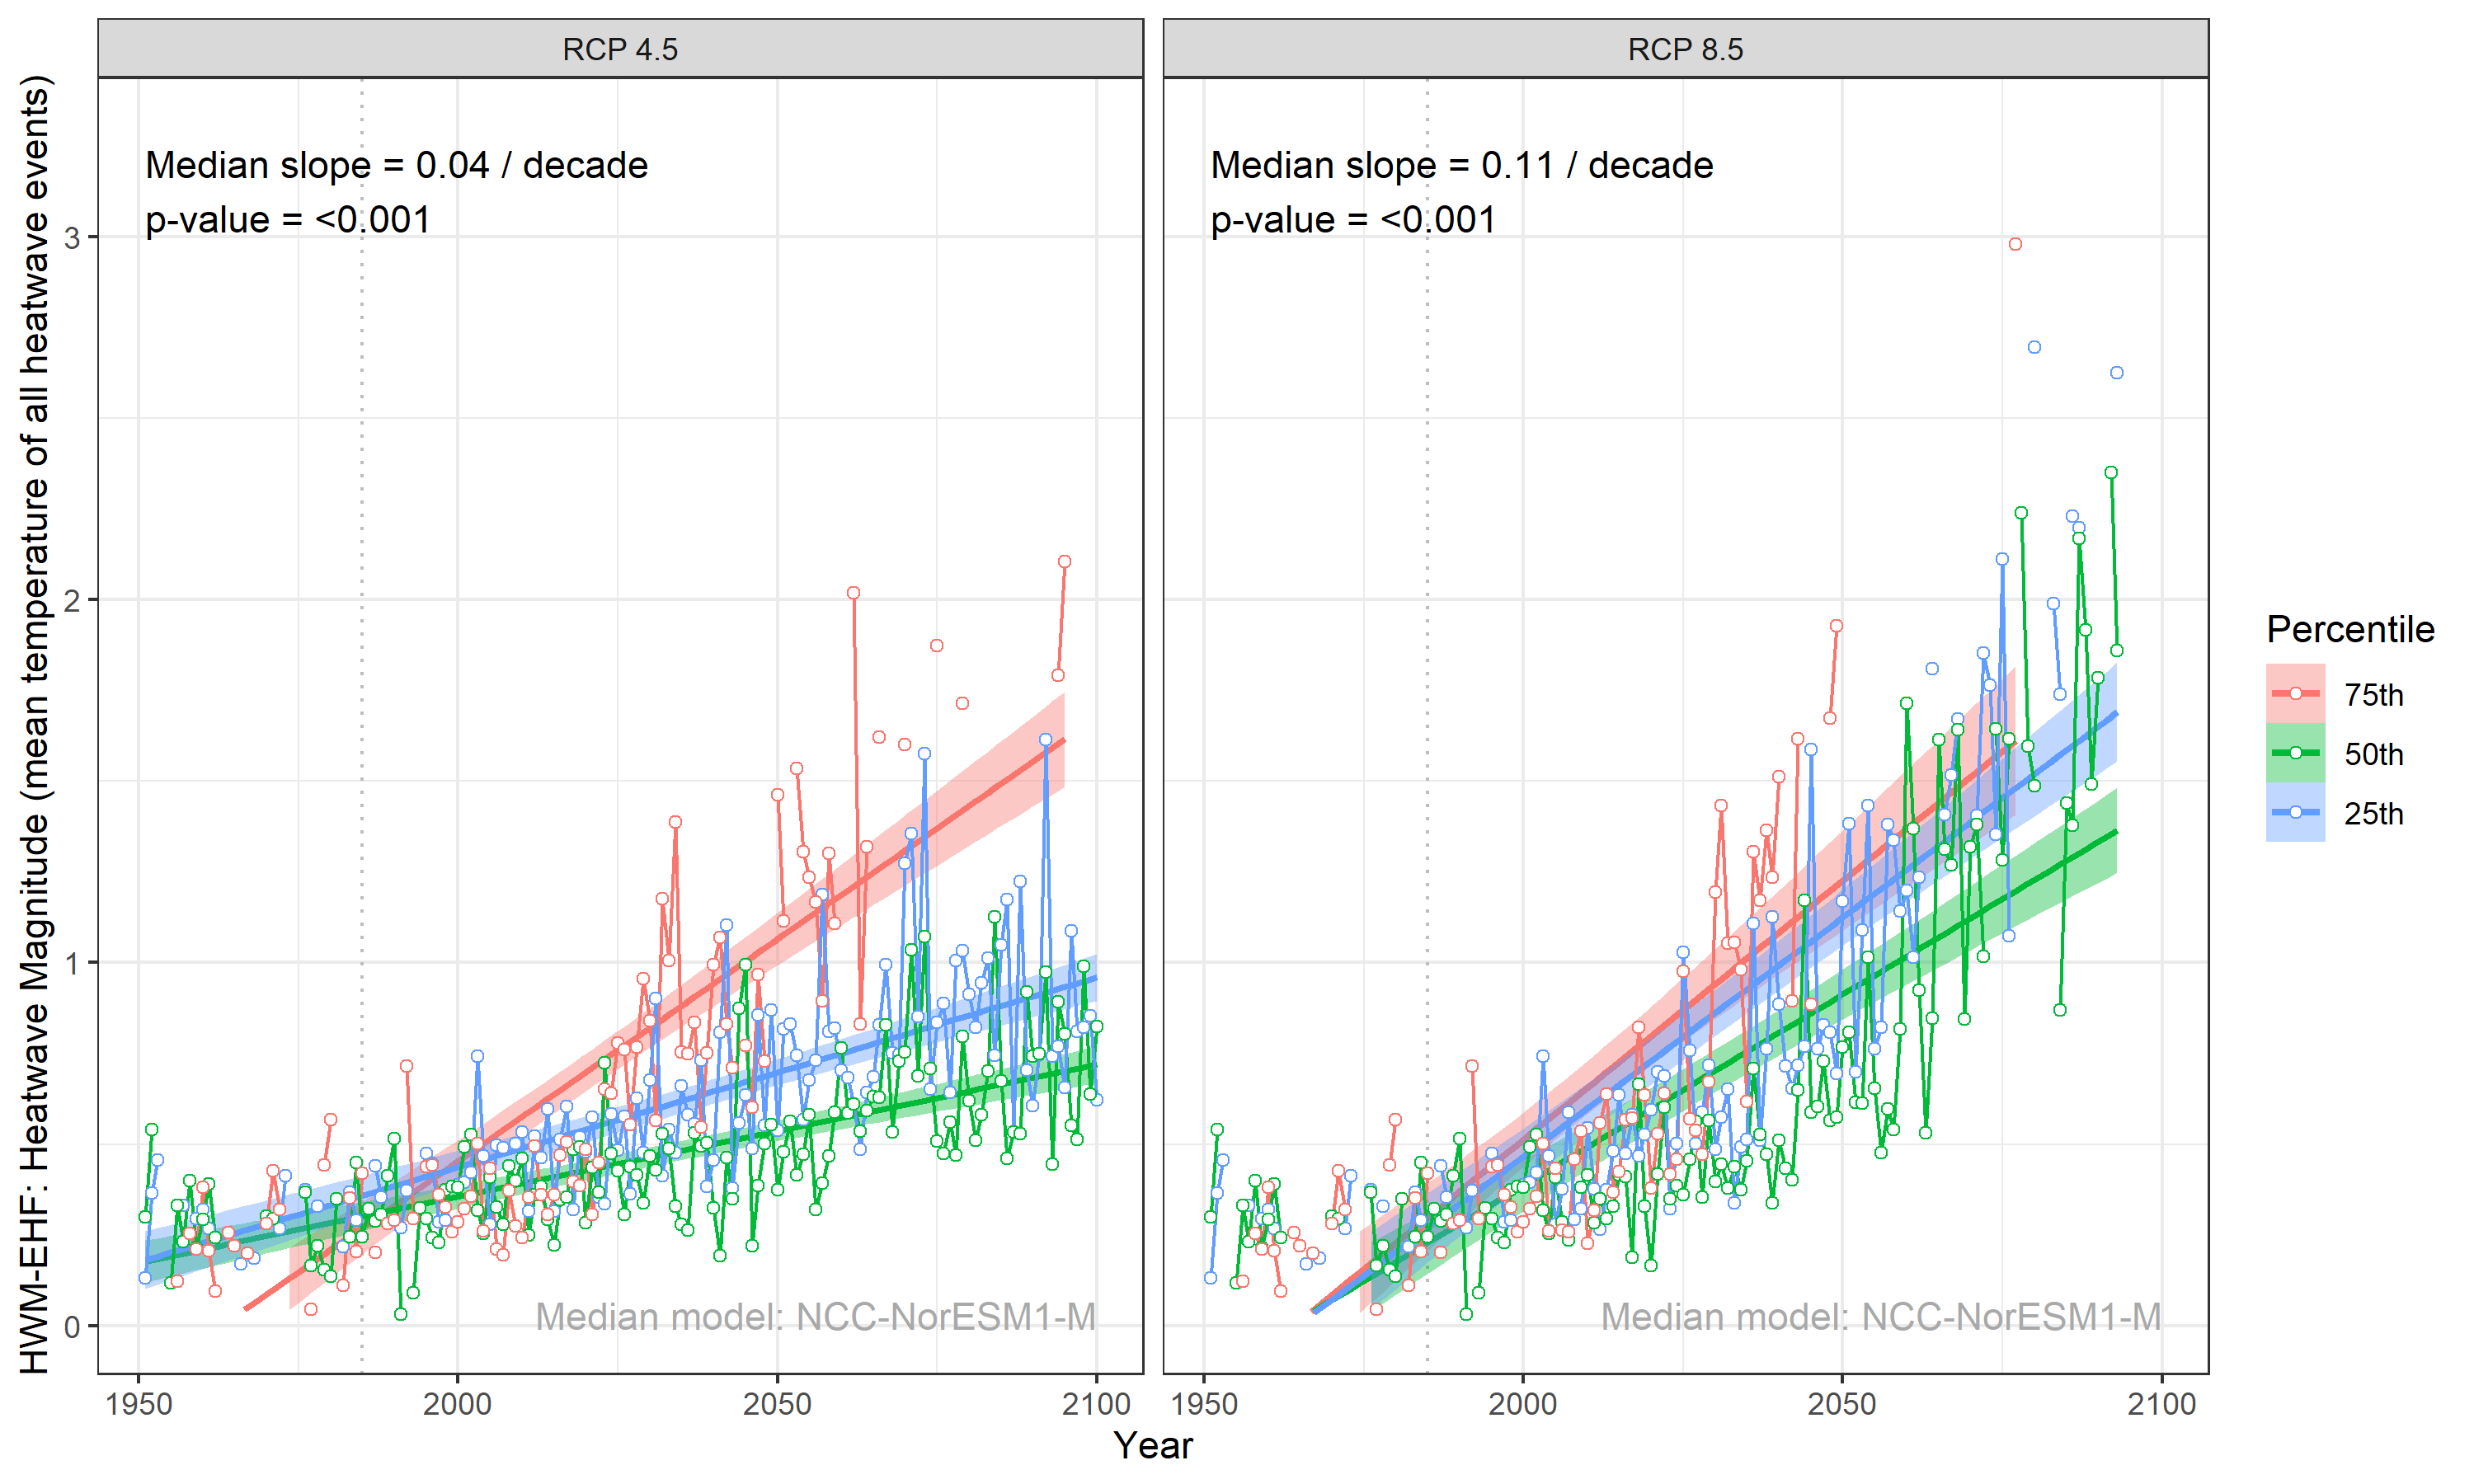 RCP 4.5
RCP 8.5
HWM-EHF: Heatwave Magnitude (mean temperature of all heatwave events)
Median slope = 0.04 / decade
p-value = <0.001
Median slope = 0.11 / decade
p-value = <0.001
3
2
1
0
Median model: NCC-NorESM1-M
Median model: NCC-NorESM1-M
1950
2000
2050
2100
1950
2000
2050
2100
Year
Percentile
75th
50th
25th